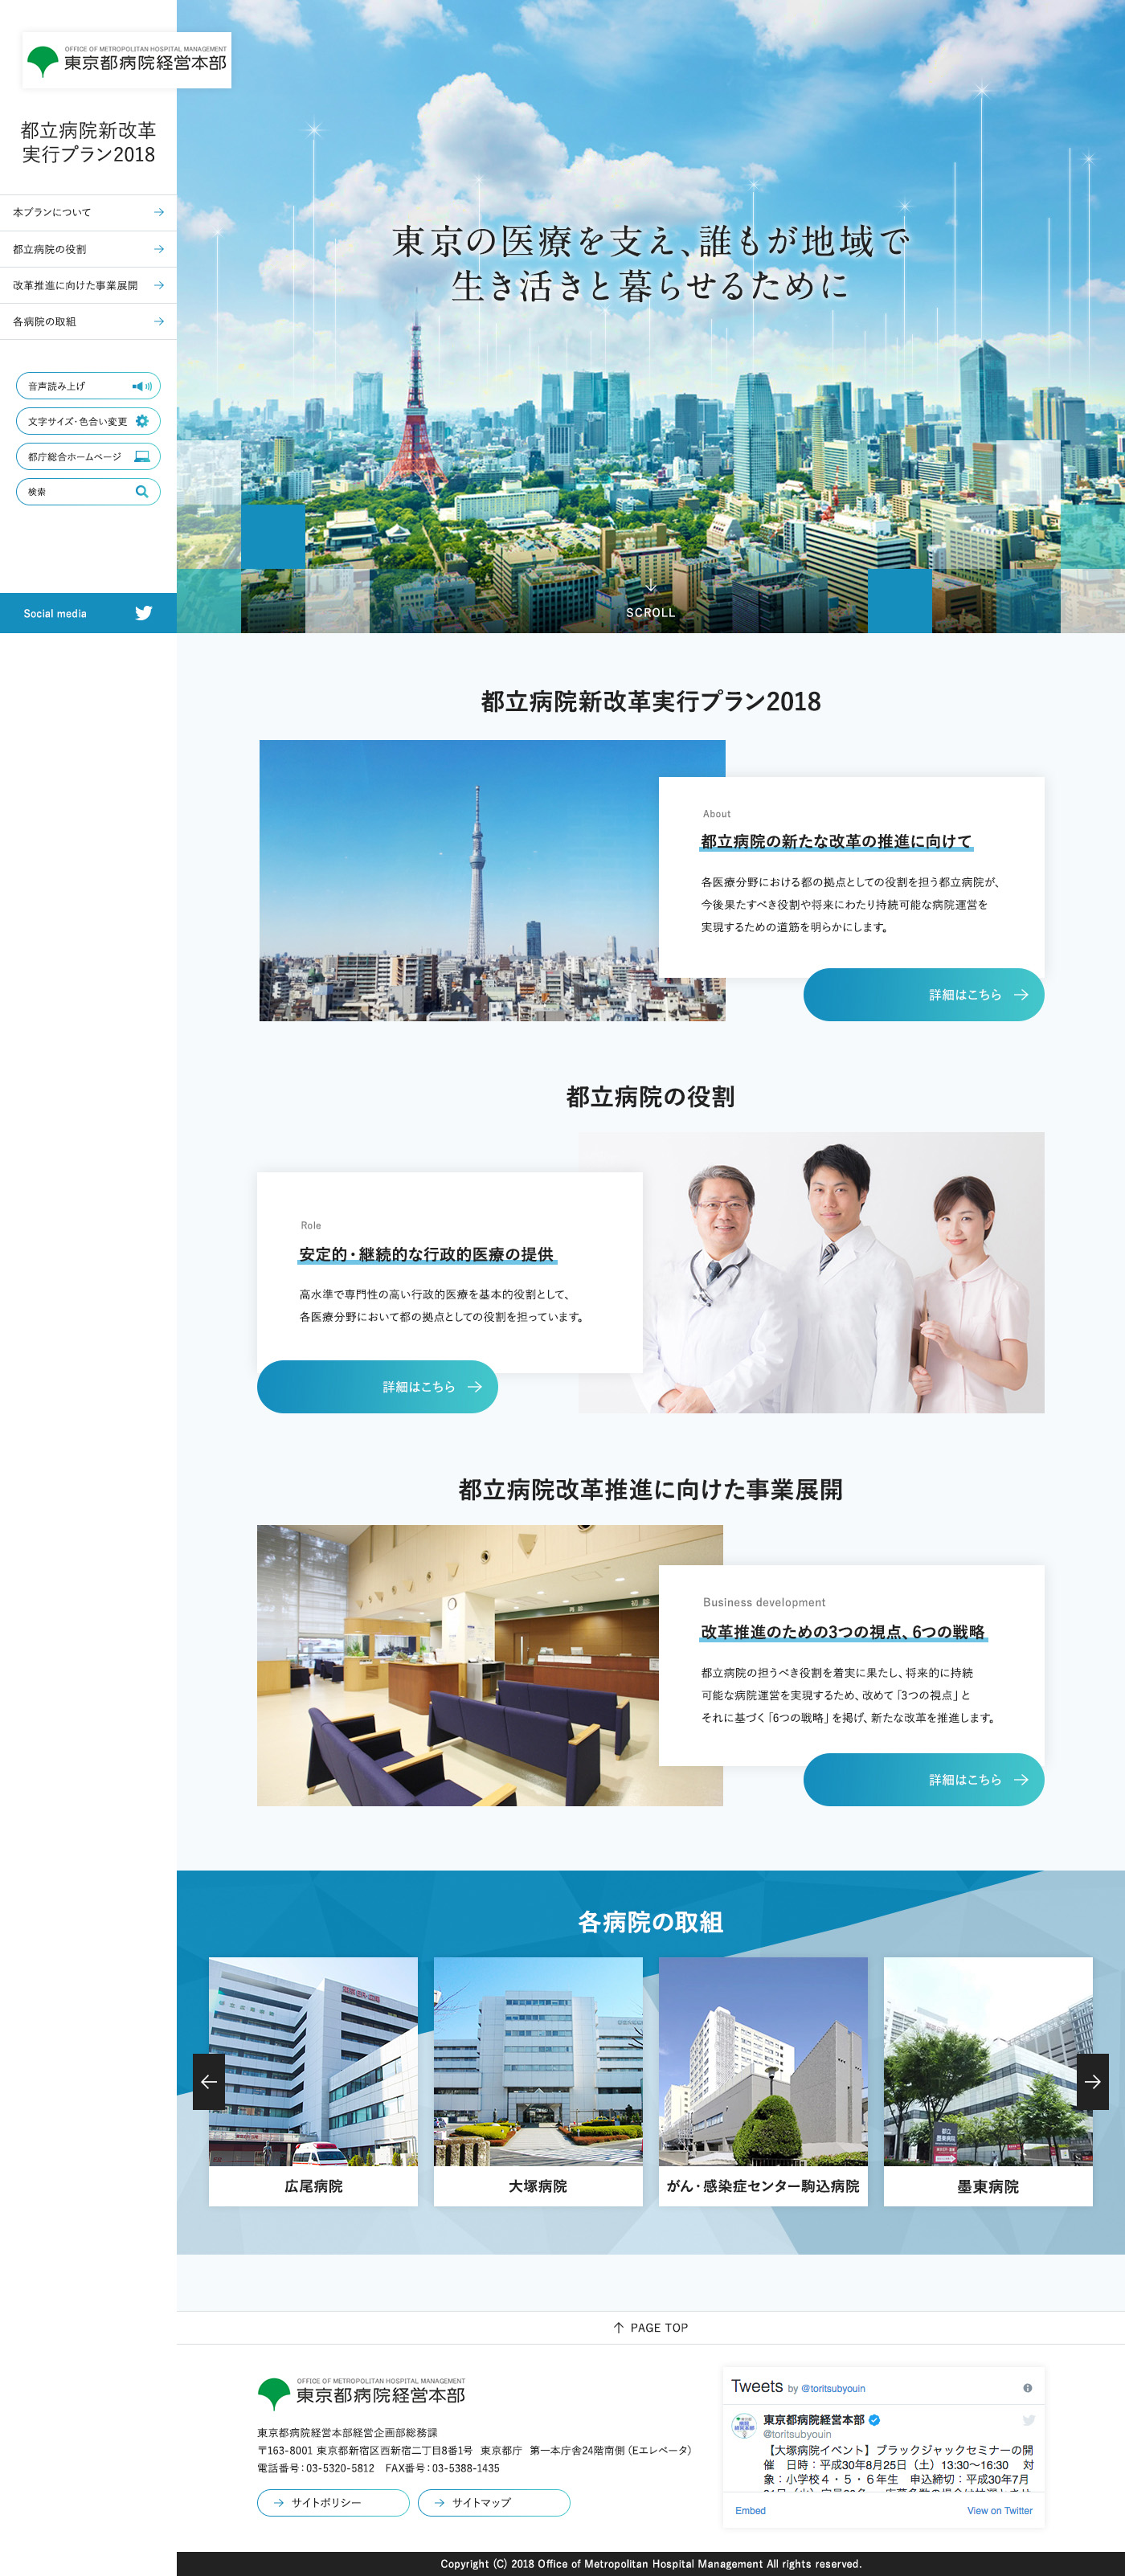 OFFICE OF METROPOLITAN HOSPITAL MANAGEMENT
東京都病院経営本部
都立病院新改革
実行プラン2018
本プランについて
都立病院の役割
改革推進に向けた事業展開
各病院の取組
音声読み上げ
文字サイズ・色合い変更
都庁総合ホームページ
検索
Social media
東京の医療を支え、誰もが地域で
生き活きと暮らせるために
SCROLL
都立病院新改革実行プラン2018
About
都立病院の新たな改革の推進に向けて
各医療分野における都の拠点としての役割を担う都立病院が、
今後果たすべき役割や将来にわたり持続可能な病院運営を
実現するための道筋を明らかにします。
詳細はこちら
都立病院の役割
Role
安定的・継続的な行政的医療の提供
高水準で専門性の高い行政的医療を基本的役割として、
各医療分野において都の拠点としての役割を担っています。
詳細はこちら
都立病院改革推進に向けた事業展開
初診
Business development
改革推進のための3つの視点、6つの戦略
都立病院の担うべき役割を着実に果たし、将来的に持続
可能な病院運営を実現するため、改めて「3つの視点」と
それに基づく「6つの戦略」を掲げ、新たな改革を推進します。
詳細はこちら
各病院の取組
都立
墨東病院
広尾病院
大塚病院
がん・感染症センター駒込病院
墨東病院
PAGE TOP
OFFICE OF METROPOLITAN HOSPITAL MANAGEMENT
東京都病院経営本部
東京都病院経営本部経営企画部総務課
〒163-8001 東京都新宿区西新宿二丁目8番1号 東京都庁 第一本庁舎24階南側（Eエレベータ）
電話番号：03-5320-5812 FAX番号：03-5388-1435
サイトポリシー
サイトマップ
Tweets by @toritsubyouin
東京都病院経営本部
@toritsubyouin
【大塚病院イベント】ブラックジャックセミナーの開
催 日時：平成30年8月25日（土）13:30〜16:30 対
象：小学校４・５・６年生 申込締切：平成30年7月
Embed
View on Twitter
Copyright (C) 2018 Office of Metropolitan Hospital Management All rights reserved.